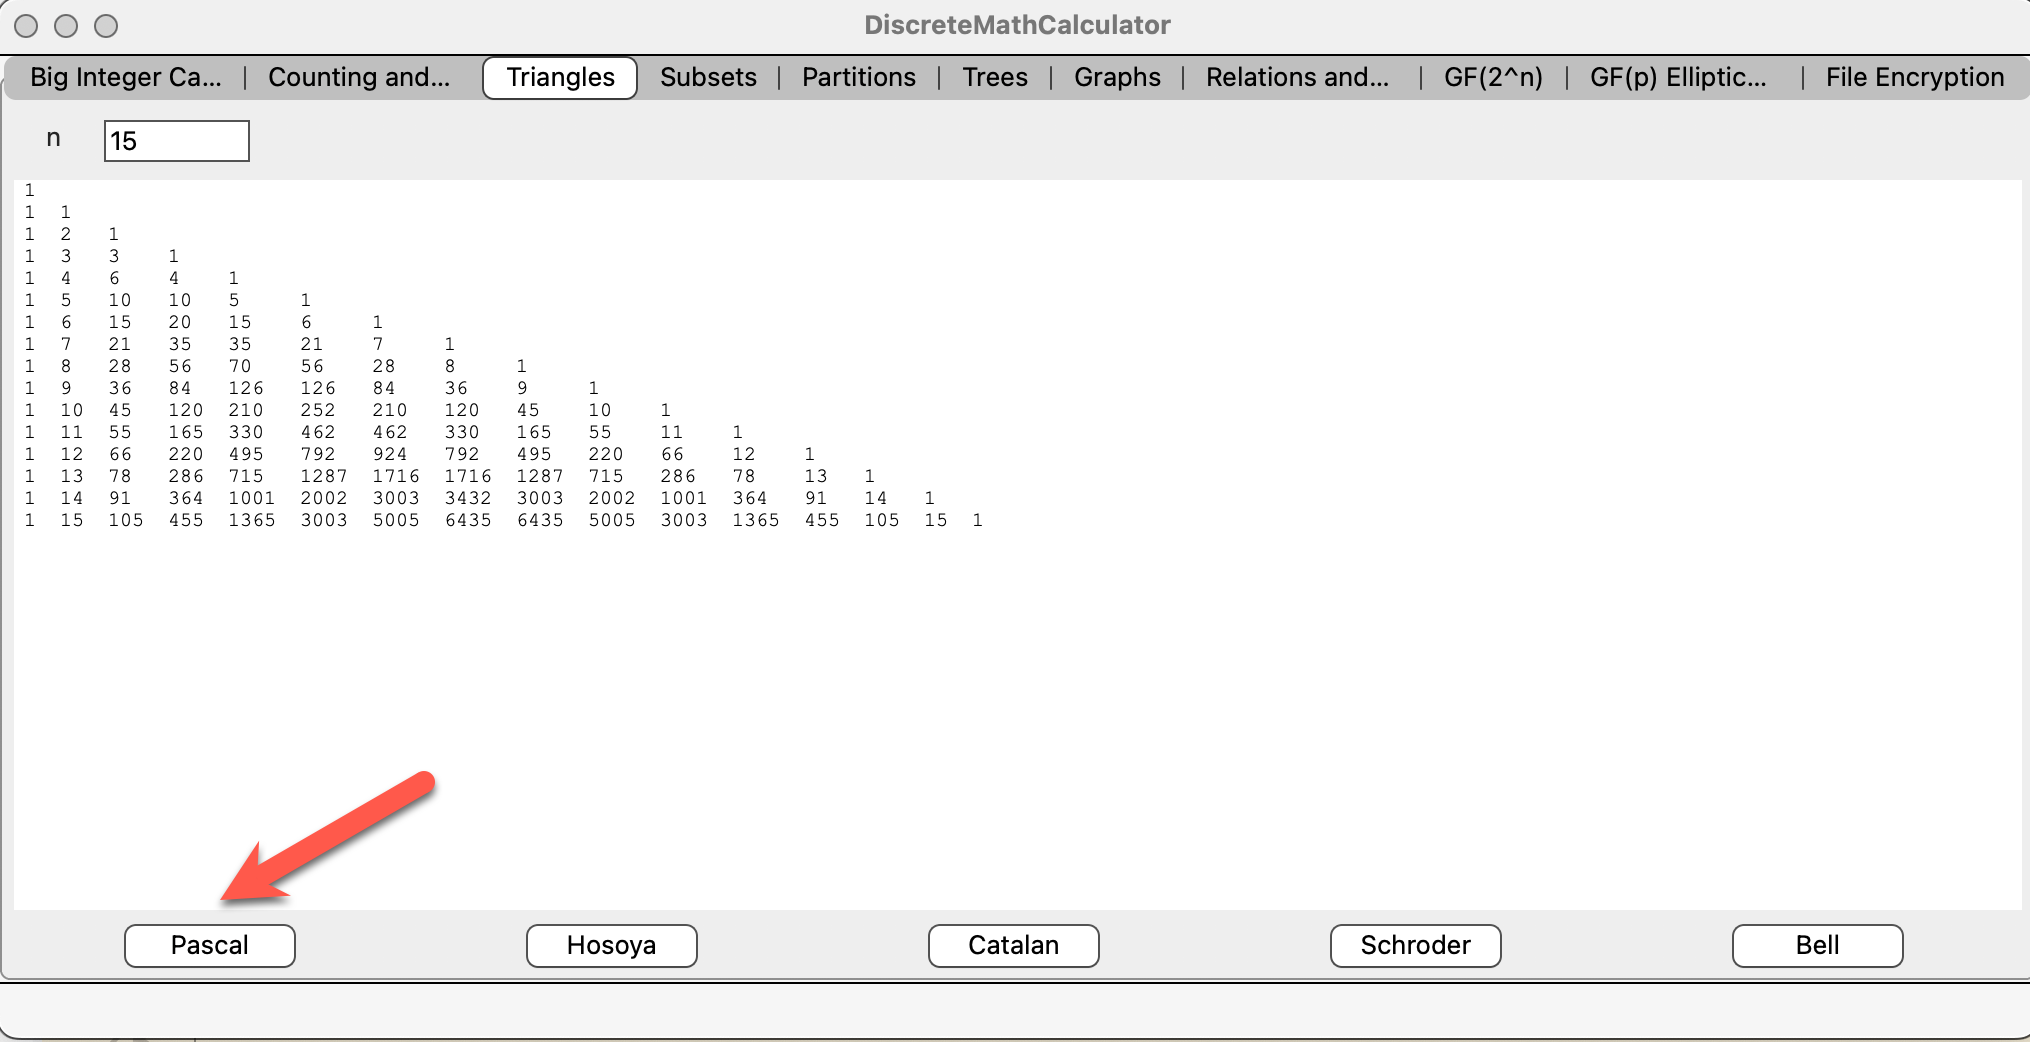 DiscreteMathCalculator
Big Integer Ca... | Counting and... Triangles Subsets | Partitions | Trees | Graphs | Relations and... | GF(2^n) | GF(p) Elliptic... | File Encryption
n 15
1
1 1
1 2 1
1 3 3 1
1 4 6 4 1
1 5 10 10 5 1
1 6 15 20 15 6 1
1 7 21 35 35 21 7 1
1 8 28 56 70 56 28 8 1
1 9 36 84 126 126 84 36 9 1
1 10 45 120 210 252 210 120 45 10 1
1 11 55 165 330 462 462 330 165 55 11 1
1 12 66 220 495 792 924 792 495 220 66 12 1
1 13 78 286 715 1287 1716 1716 1287 715 286 78 13 1
1 14 91 364 1001 2002 3003 3432 3003 2002 1001 364 91 14 1
1 15 105 455 1365 3003 5005 6435 6435 5005 3003 1365 455 105 15 1
Pascal Hosoya Catalan Schroder Bell